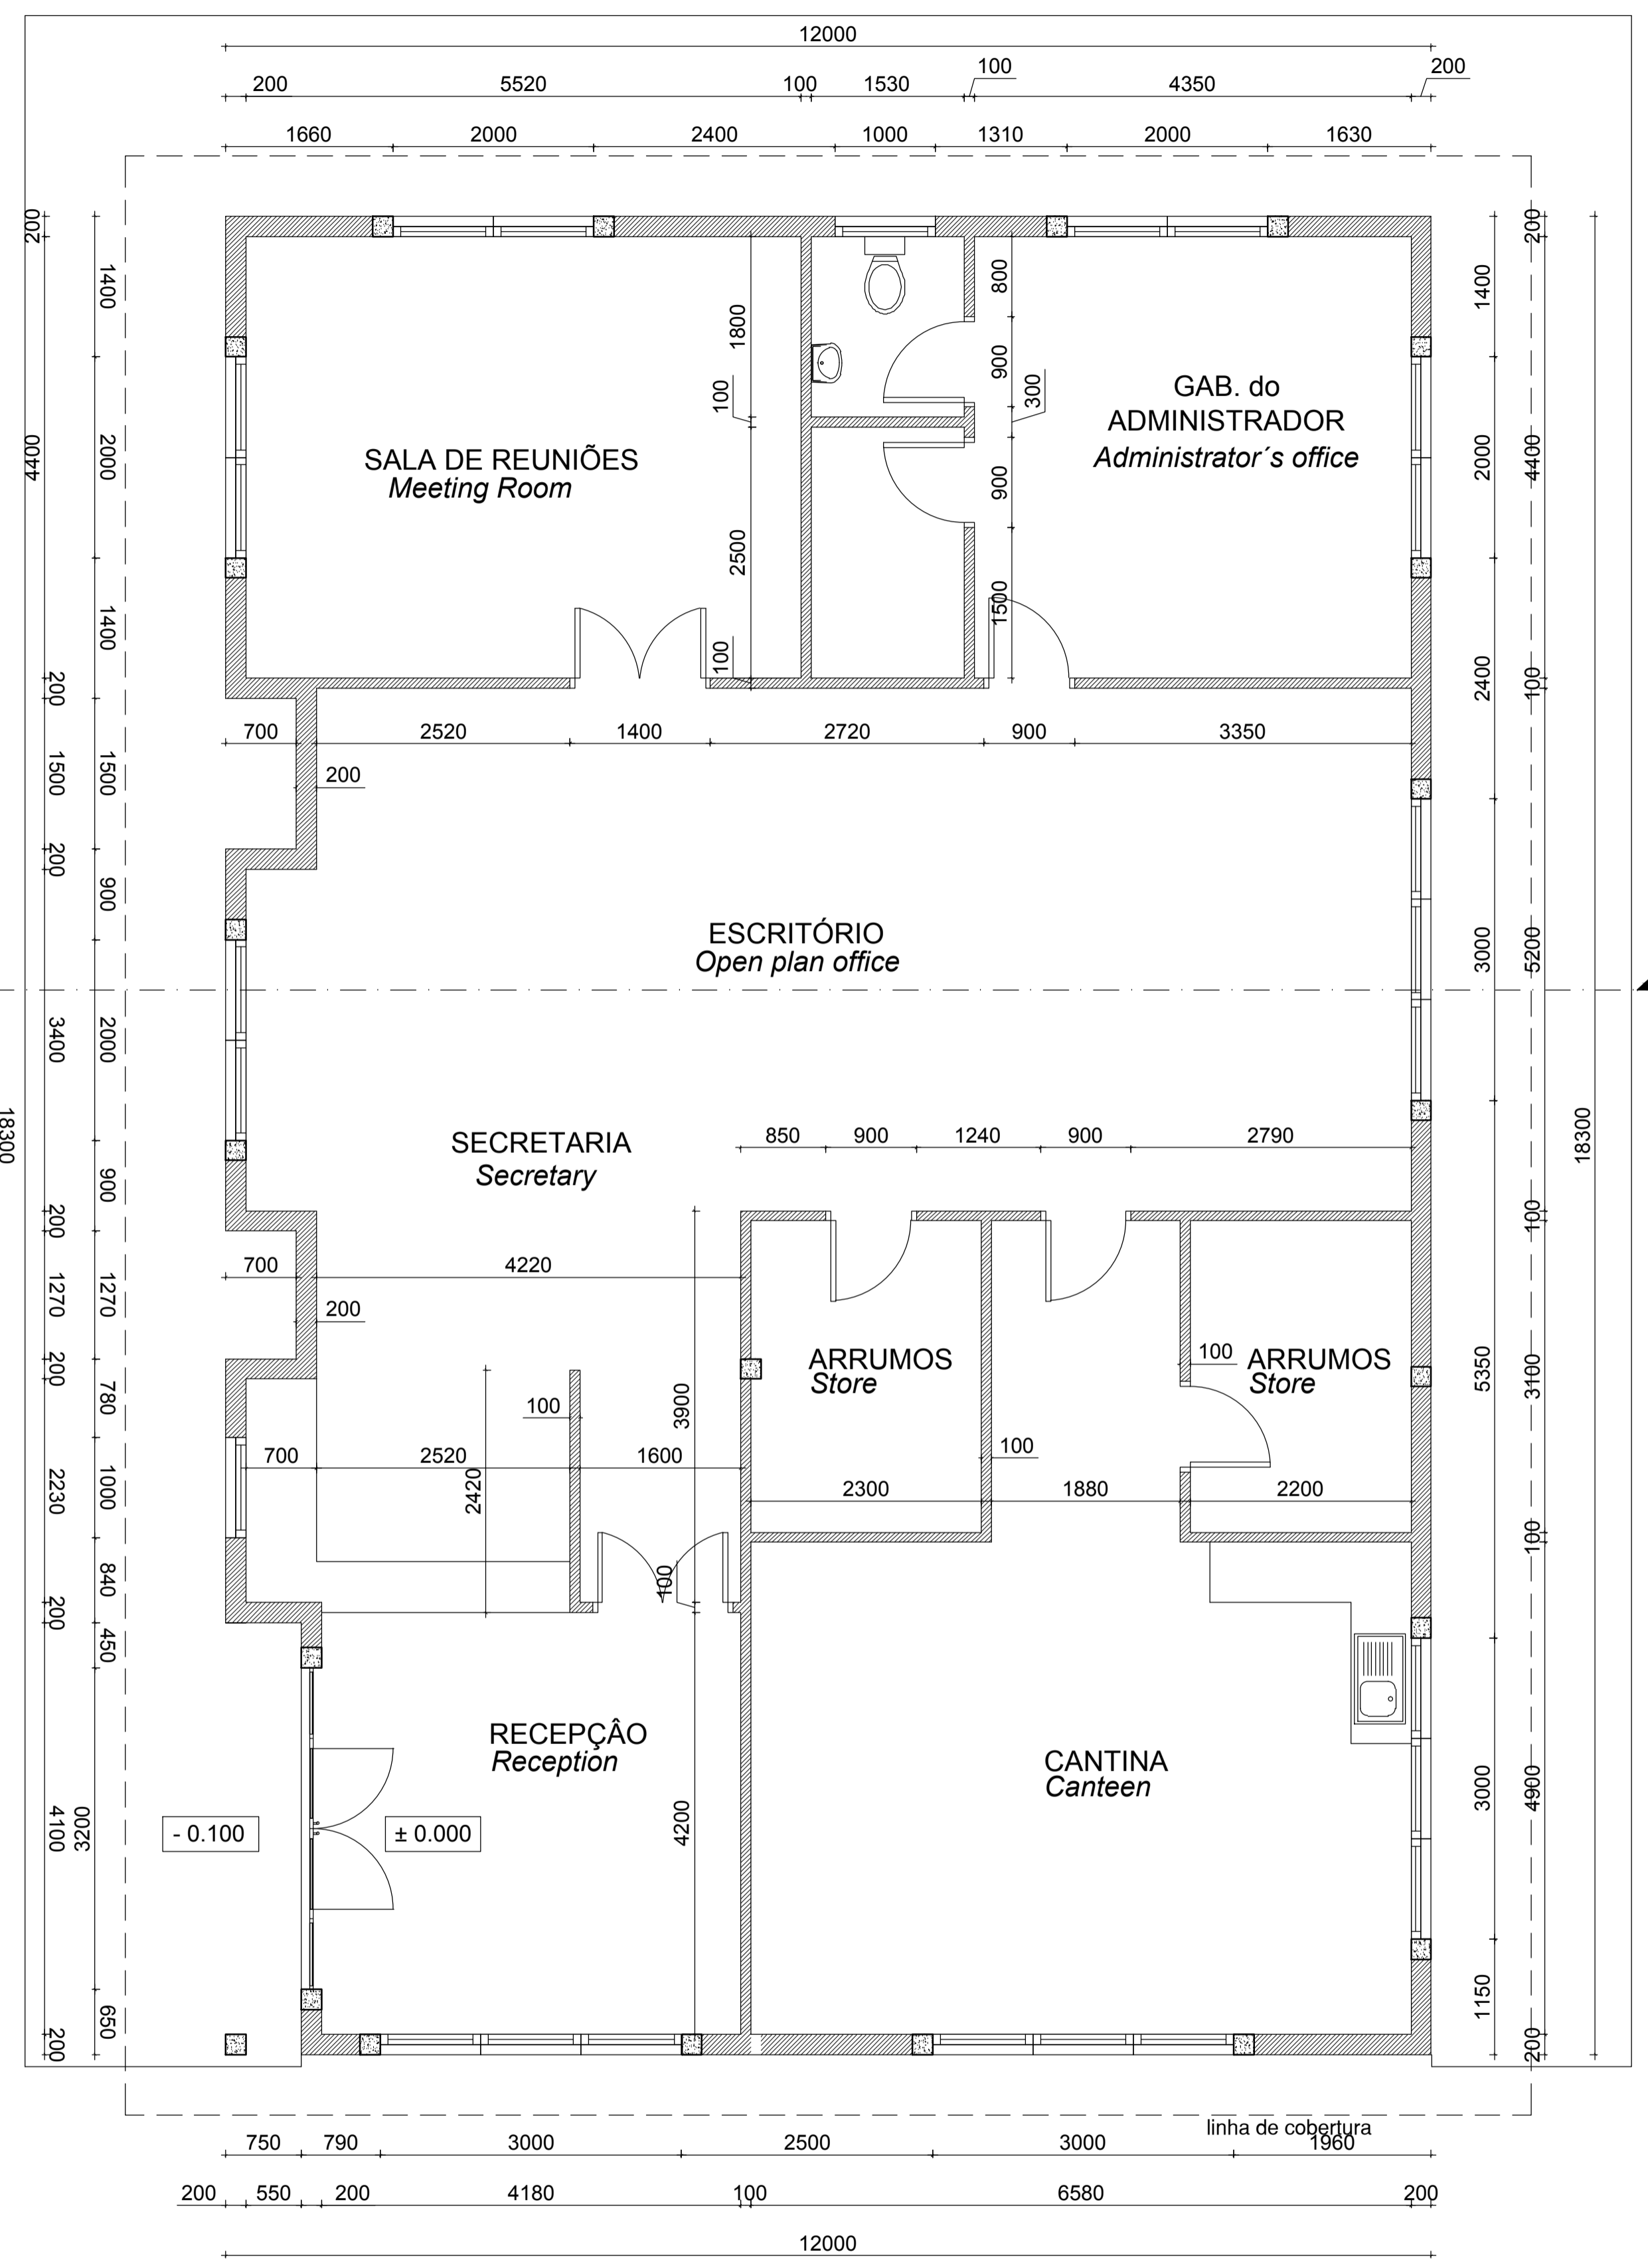 12000
200 5520 100 1530 100 4350 200
1660 2000 2400 1000 1310 2000 1630
200
1400
200
1400
1800
800
900
100
300
GAB. do
ADMINISTRADOR
Administrator´s office
SALA DE REUNIÕES
Meeting Room
4400
2000
2000
4400
900
2500
1500
1400
100
200
2400
100
700 2520 1400 2720 900 3350
200
1500
1500
200
900
ESCRITÓRIO
Open plan office
3000
5200
3400
2000
18300
18300
SECRETARIA
Secretary
850 900 1240 900 2790
900
200
100
700 4220
200
1270
1270
200
780
100
3900
ARRUMOS
Store
100
ARRUMOS
Store
5350
3100
700 2520 1600
2420
100
2300 1880 2200
2230
1000
840
100
100
200
450
RECEPÇÂO
Reception
CANTINA
Canteen
- 0.100
± 0.000
4200
3200
4100
3000
4900
650
200
1150
200
linha de cobertura
750 790 3000 2500 3000 1960
200 550 200 4180 100 6580 200
12000